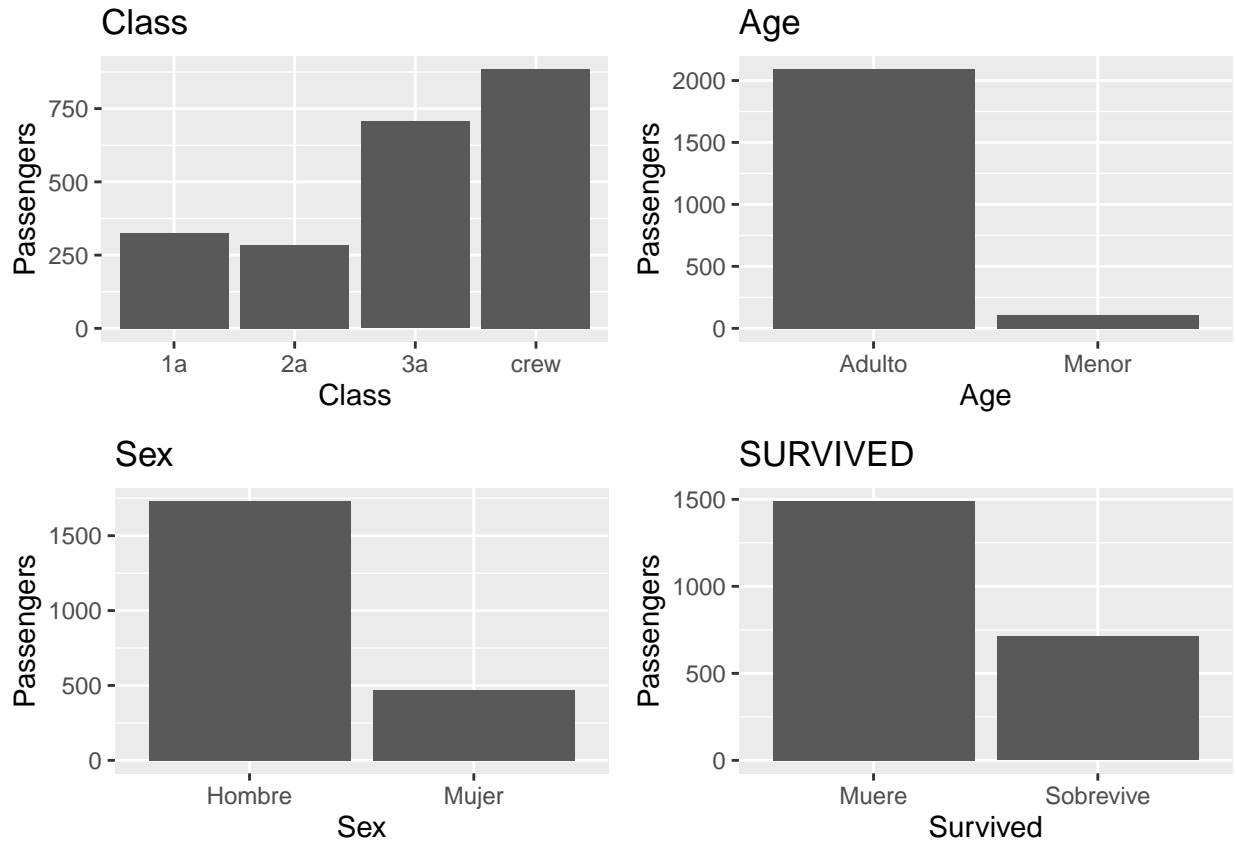 Class
Passengers
750
500
250
0
1a 2a 3a crew
Class
Age
Passengers
2000
1500
1000
500
0
Adulto Menor
Age
Sex
Passengers
1500
1000
500
0
Hombre Mujer
Sex
SURVIVED
Passengers
1500
1000
500
0
Muere Sobrevive
Survived